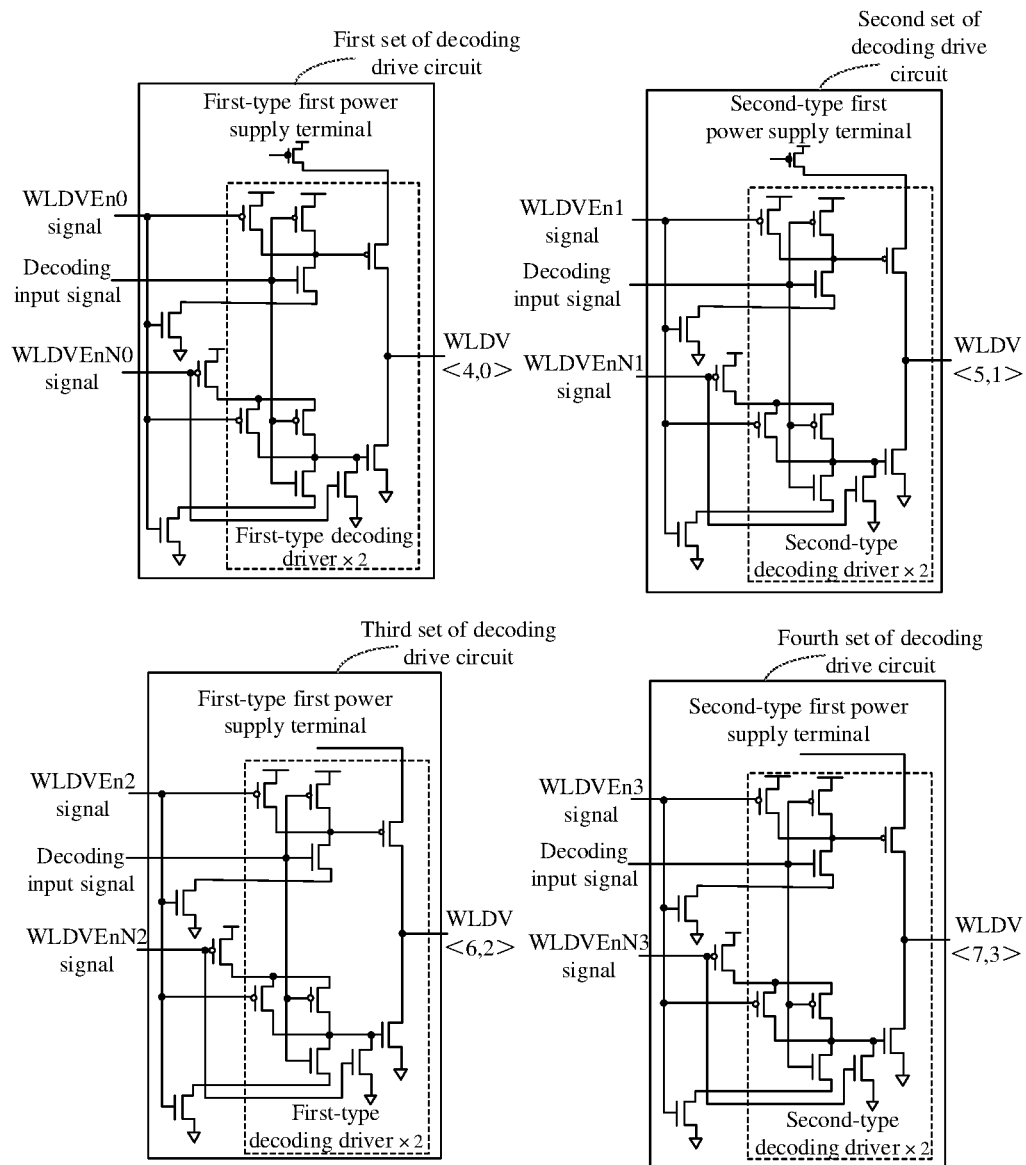 First set of decoding
drive circuit
First-type first power
supply terminal
WLDVEn0
signal
Decoding
input signal
WLDVEnN0
signal
WLDV
<4,0>
First-type decoding
driver × 2
Second set of
decoding drive
circuit
Second-type first
power supply terminal
WLDVEn1
signal
Decoding
input signal
WLDVEnN1
signal
WLDV
<5,1>
Second-type
decoding driver × 2
Third set of decoding
drive circuit
First-type first power
supply terminal
WLDVEn2
signal
Decoding
input signal
WLDVEnN2
signal
WLDV
<6,2>
First-type
decoding driver × 2
Fourth set of decoding
drive circuit
Second-type first power
supply terminal
WLDVEn3
signal
Decoding
input signal
WLDVEnN3
signal
WLDV
<7,3>
Second-type
decoding driver × 2